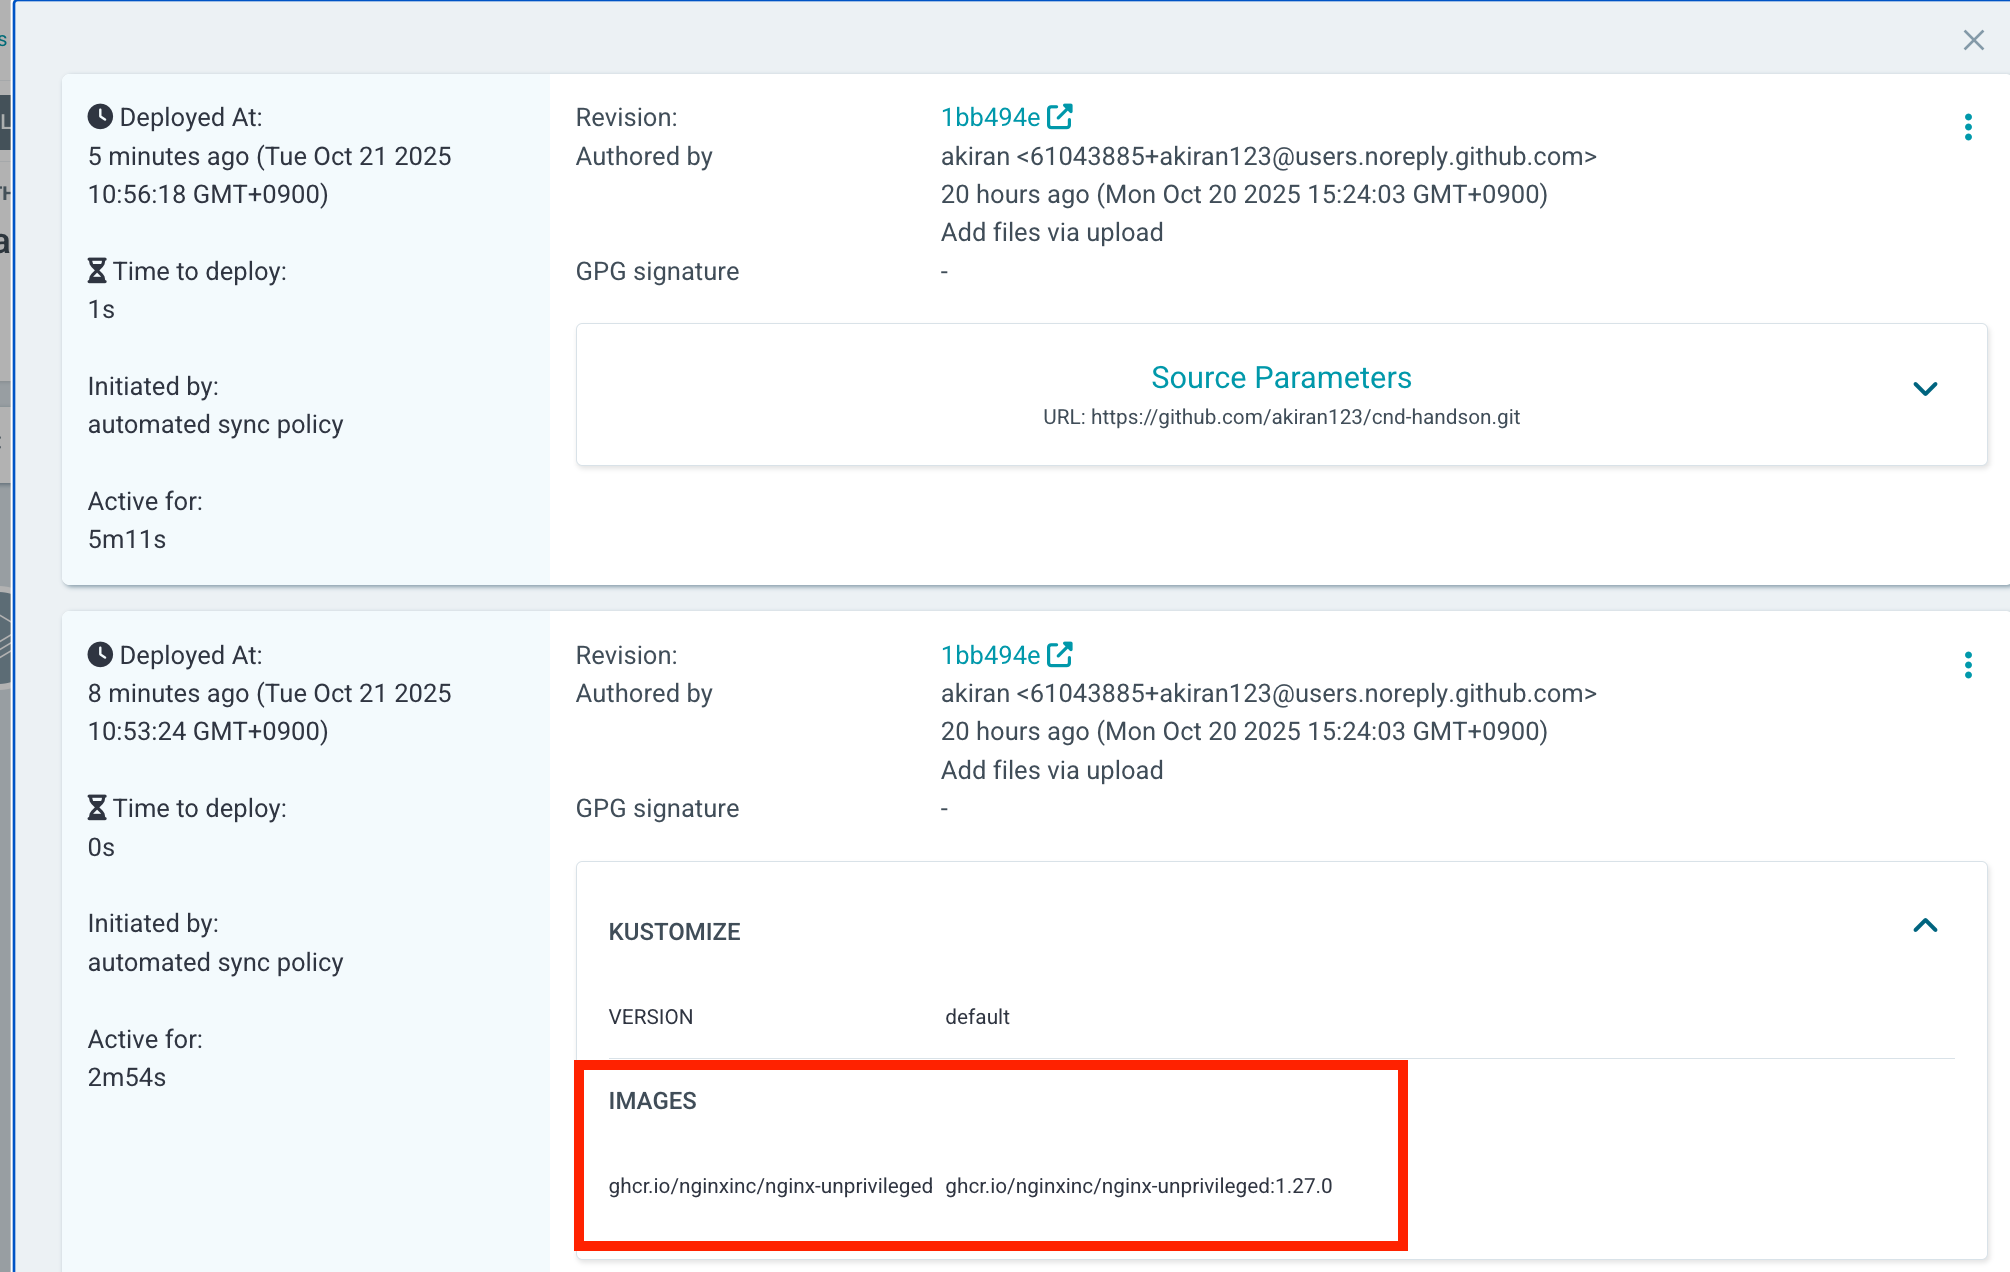 Deployed At:
5 minutes ago (Tue Oct 21 2025
10:56:18 GMT+0900)
Time to deploy:
1s
Initiated by:
automated sync policy
Active for:
5m11s
Revision:
1bb494e
Authored by
akiran <61043885+akiran123@users.noreply.github.com>
20 hours ago (Mon Oct 20 2025 15:24:03 GMT+0900)
Add files via upload
GPG signature
-
Source Parameters
URL: https://github.com/akiran123/cnd-handson.git
Deployed At:
8 minutes ago (Tue Oct 21 2025
10:53:24 GMT+0900)
Time to deploy:
0s
Initiated by:
automated sync policy
Active for:
2m54s
Revision:
1bb494e
Authored by
akiran <61043885+akiran123@users.noreply.github.com>
20 hours ago (Mon Oct 20 2025 15:24:03 GMT+0900)
Add files via upload
GPG signature
-
KUSTOMIZE
VERSION default
IMAGES
ghcr.io/nginxinc/nginx-unprivileged ghcr.io/nginxinc/nginx-unprivileged:1.27.0